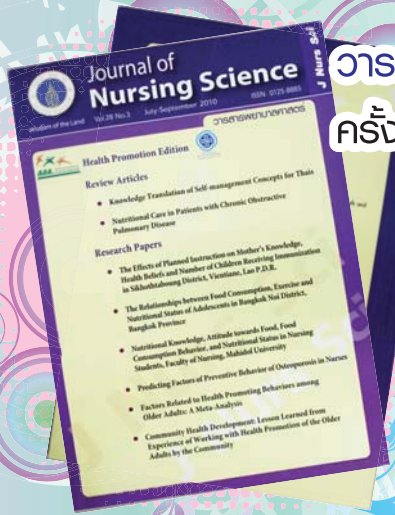 Journal of
Nursing Science
Wisdom of the Land Vol.28 No.3 July-September 2010 ISSN 0125-8885
J Nurs Sci
วารสารพยาบาลศาสตร์
Health Promotion Edition
Review Articles
• Knowledge Translation of Self-management Concepts for Thais
• Nutritional Care in Patients with Chronic Obstructive
Pulmonary Disease
Research Papers
• The Effects of Planned Instruction on Mother's Knowledge,
Health Beliefs and Number of Children Receiving Immunization
in Sikhothtaboung District, Vientiane, Lao P.D.R.
• The Relationships between Food Consumption, Exercise and
Nutritional Status of Adolescents in Bangkok Noi District,
Bangkok Province
• Nutritional Knowledge, Attitude towards Food, Food
Consumption Behavior, and Nutritional Status in Nursing
Students, Faculty of Nursing, Mahidol University
• Predicting Factors of Preventive Behavior of Osteoporosis in Nurses
• Factors Related to Health Promoting Behaviors among
Older Adults: A Meta-Analysis
• Community Health Development: Lesson Learned from
Experience of Working with Health Promotion of the Older
Adults by the Community
วารส
ครั้ง